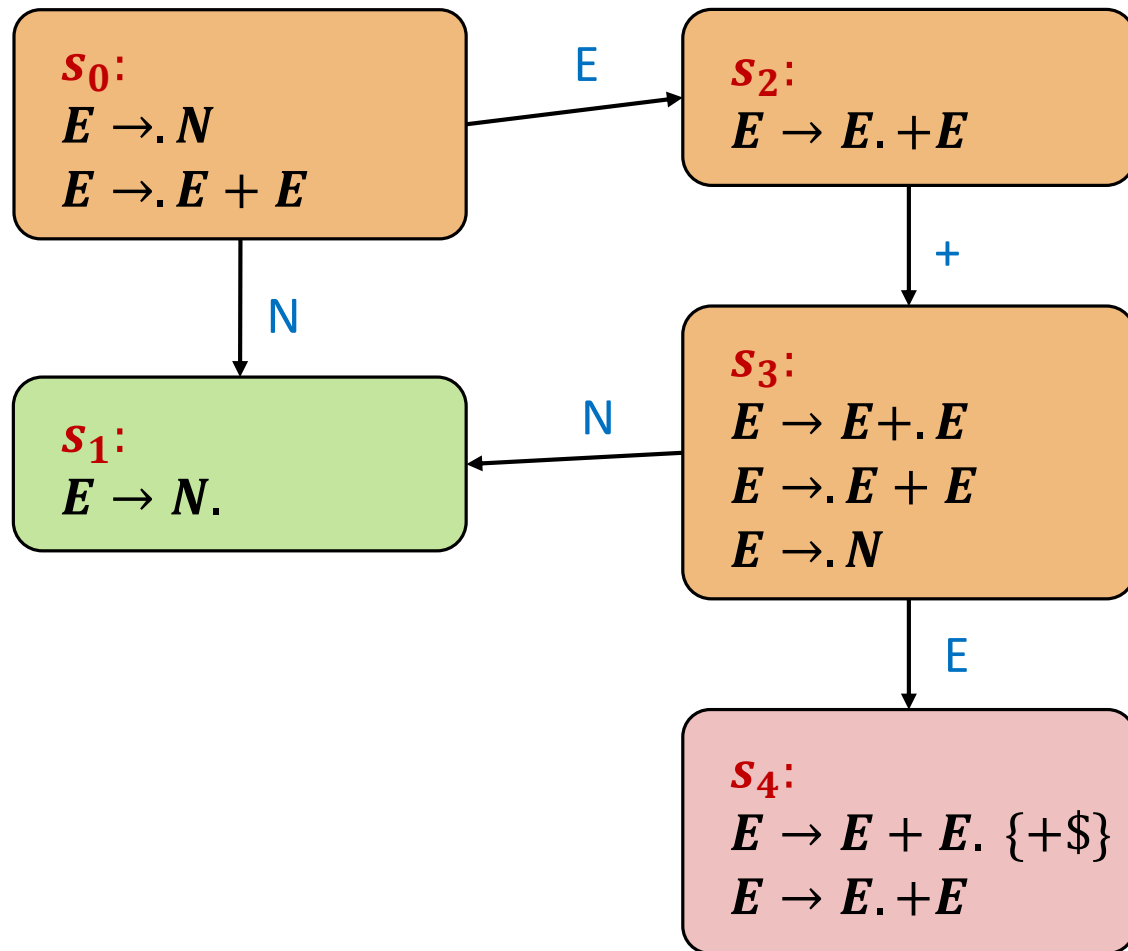 s₀:
E →. N
E →. E + E
E
s₂:
E → E. +E
N
+
s₁:
E → N.
N
s₃:
E → E+. E
E →. E + E
E →. N
E
s₄:
E → E + E. {+$}
E → E. +E